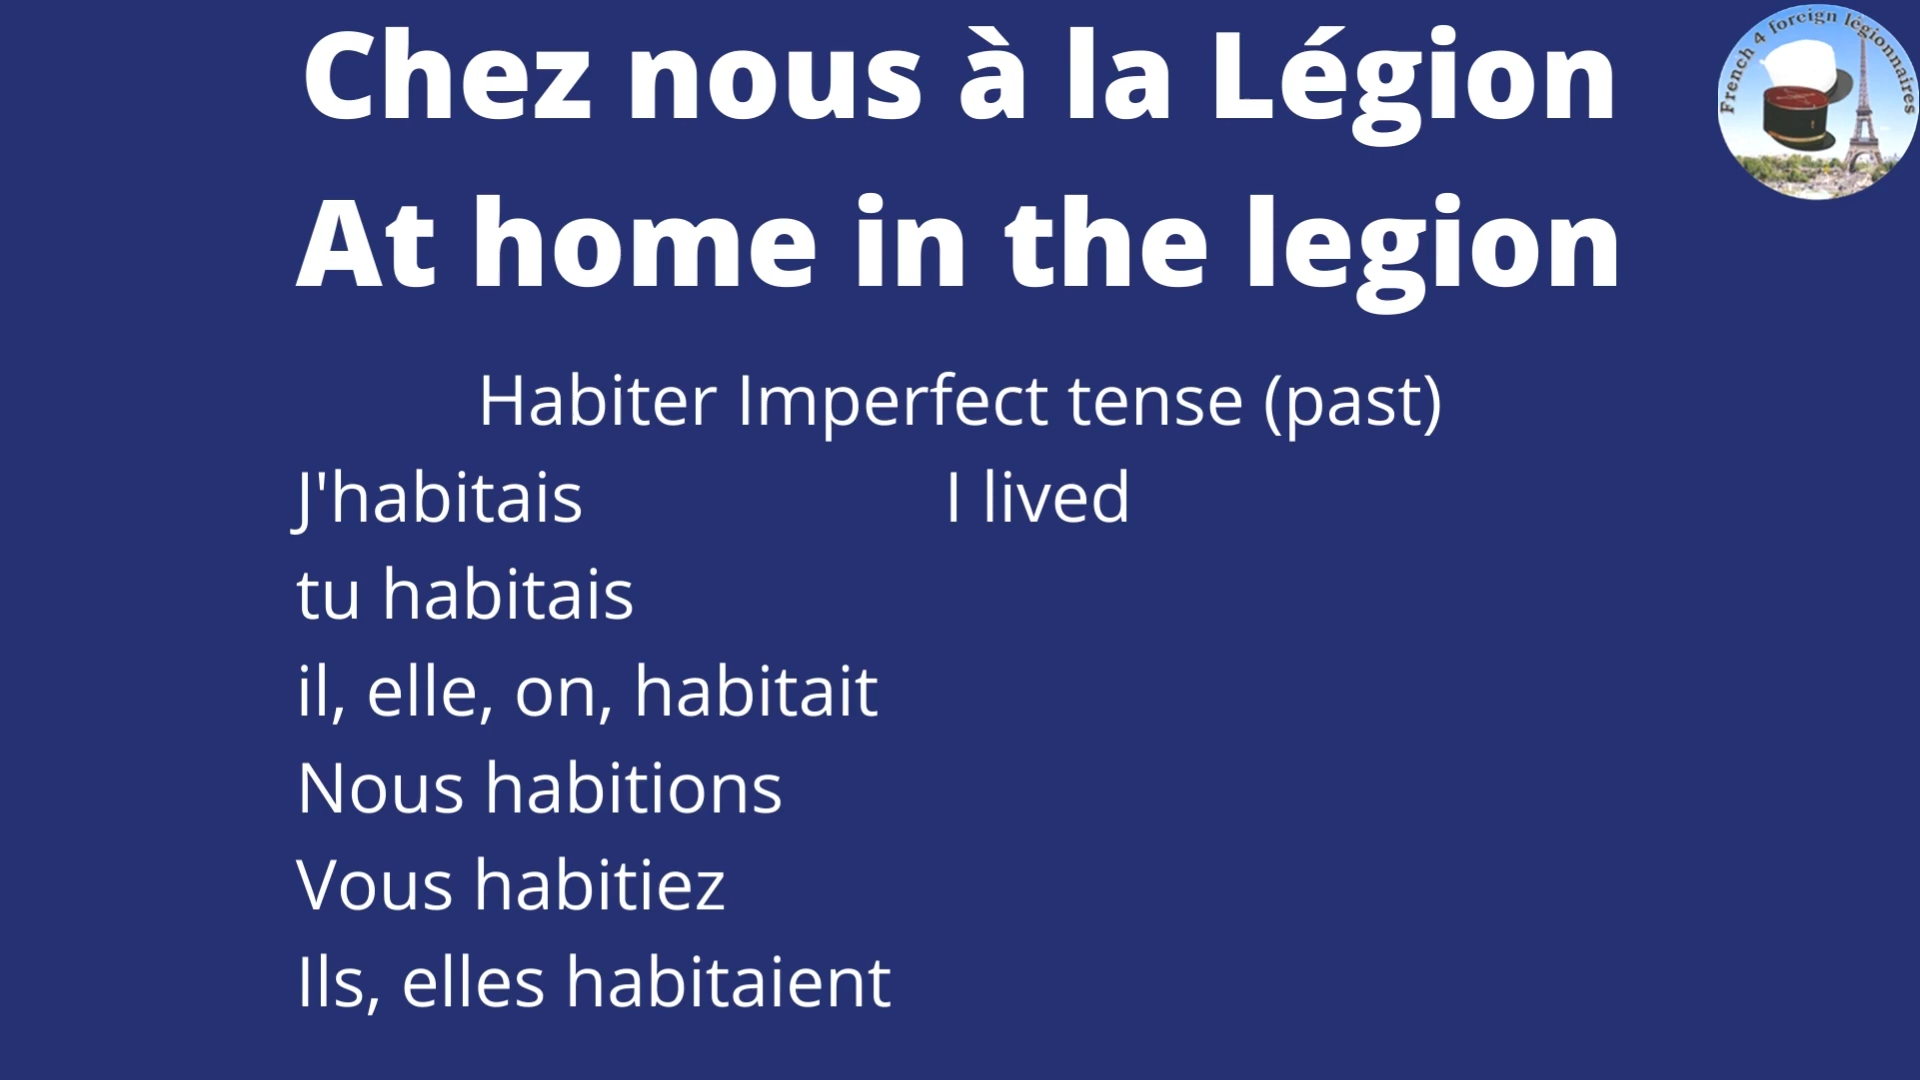 Chez nous à la Légion
At home in the legion
French 4 foreign légionnaires
Habiter Imperfect tense (past)
J'habitais I lived
tu habitais
il, elle, on, habitait
Nous habitions
Vous habitiez
Ils, elles habitaient